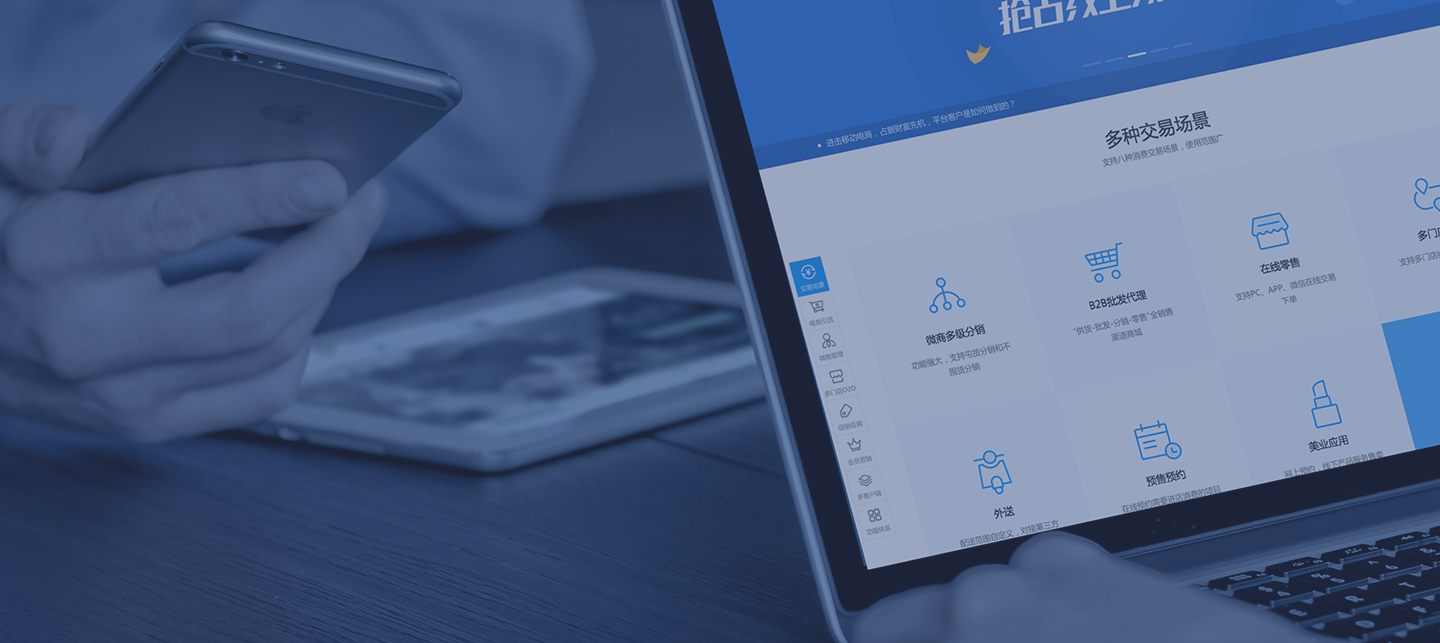 抢占线上
进击移动电商，占据财富先机，平台客户是如何做到的？
多种交易场景
支持八种消费交易场景，使用范围广
交易场景
电商引流
微商管理
多门店O2O
促销应用
会员营销
多客户端
功能体系
微商多级分销
功能强大，支持屯货分销和不
囤货分销
B2B批发代理
“供货-批发-分销-零售”全销售
渠道商城
在线零售
支持PC、APP、微信在线交易
下单
多门
支持多门店
外送
配送范围自定义，对接第三方
预售预约
在线预约需要进店消费的项目
美业应用
网上预约，线下产品服务售卖